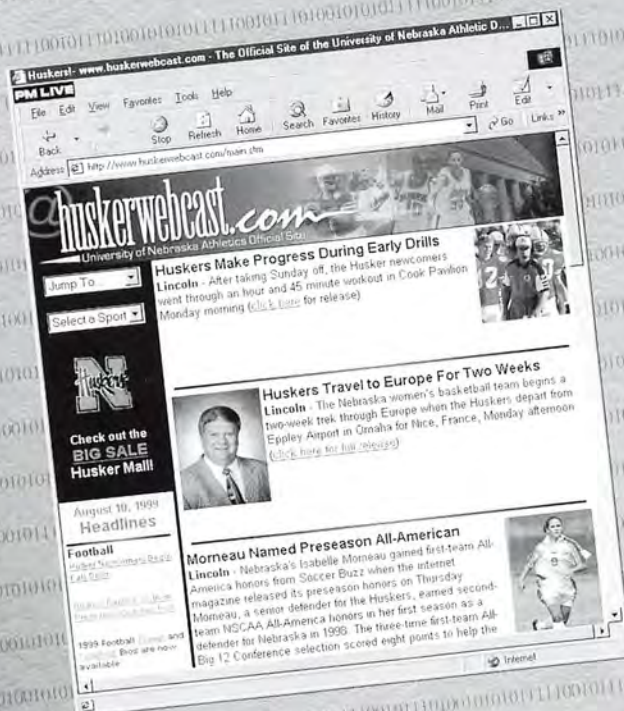 Huskers!- www.huskerwebcast.com - The Official Site of the University of Nebraska Athletic D...
PM LIVE
File Edit View Favorites Tools Help
Back Stop Refresh Home Search Favorites History Mail Print Edit
Address http://www.huskerwebcast.com/main.stm Go Links »
@huskerwebcast.com
University of Nebraska Athletics Official Site
Jump To...
Select a Sport
N
Huskers
Check out the
BIG SALE
Husker Mall!
August 10, 1999
Headlines
Football
1999 Football and
Bios are now
available
Huskers Make Progress During Early Drills
Lincoln - After taking Sunday off, the Husker newcomers
went through an hour and 45 minute workout in Cook Pavilion
Monday morning (click here for release)
Huskers Travel to Europe For Two Weeks
Lincoln - The Nebraska women's basketball team begins a
two-week trek through Europe when the Huskers depart from
Eppley Airport in Omaha for Nice, France, Monday afternoon
(click here for full release)
Morneau Named Preseason All-American
Lincoln - Nebraska's Isabelle Morneau gained first-team All-
America honors from Soccer Buzz when the internet
magazine released its preseason honors on Thursday
Morneau, a senior defender for the Huskers, earned second-
team NSCAA All-America honors in her first season as a
defender for Nebraska in 1998. The three-time first-team All-
Big 12 Conference selection scored eight points to help the
Internet